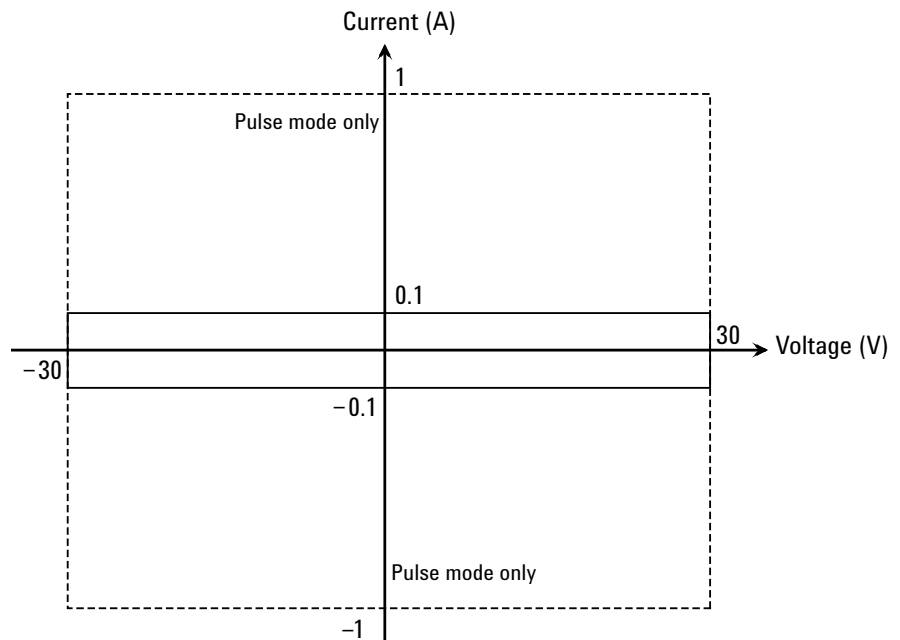 Current (A)
1
Pulse mode only
0.1
30
Voltage (V)
–30
–0.1
Pulse mode only
–1